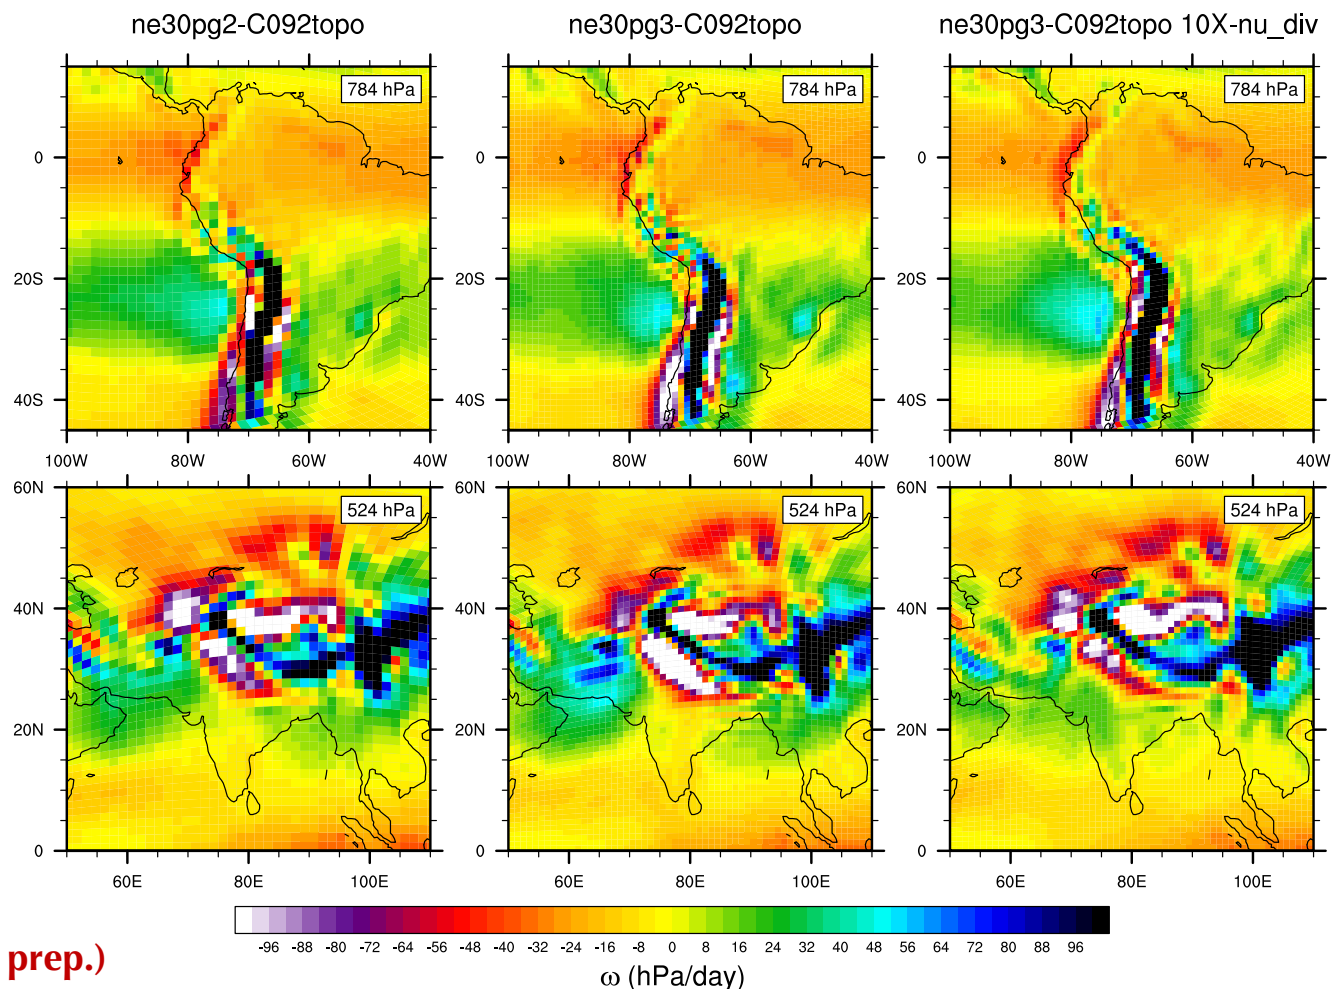 ne30pg2-C092topo ne30pg3-C092topo ne30pg3-C092topo 10X-nu_div
784 hPa 784 hPa 784 hPa
0 0 0
20S 20S 20S
40S 40S 40S
100W 80W 60W 40W 100W 80W 60W 40W 100W 80W 60W 40W
60N 60N 60N
524 hPa 524 hPa 524 hPa
40N 40N 40N
20N 20N 20N
0 0 0
60E 80E 100E 60E 80E 100E 60E 80E 100E
-96 -88 -80 -72 -64 -56 -48 -40 -32 -24 -16 -8 0 8 16 24 32 40 48 56 64 72 80 88 96
prep.)
ω (hPa/day)